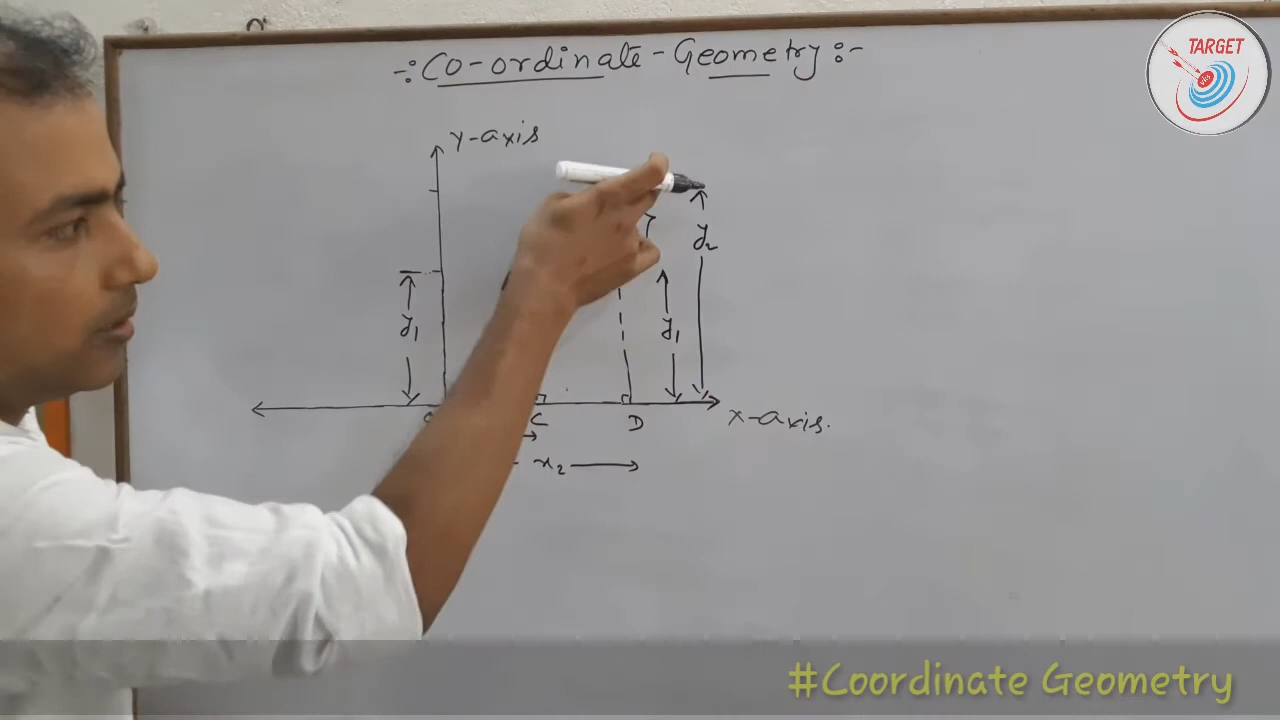 -:Co-ordinate-Geometry:-
TARGET
y-axis
y2
y1
y1
C
D
x-axis.
x2
#Coordinate Geometry